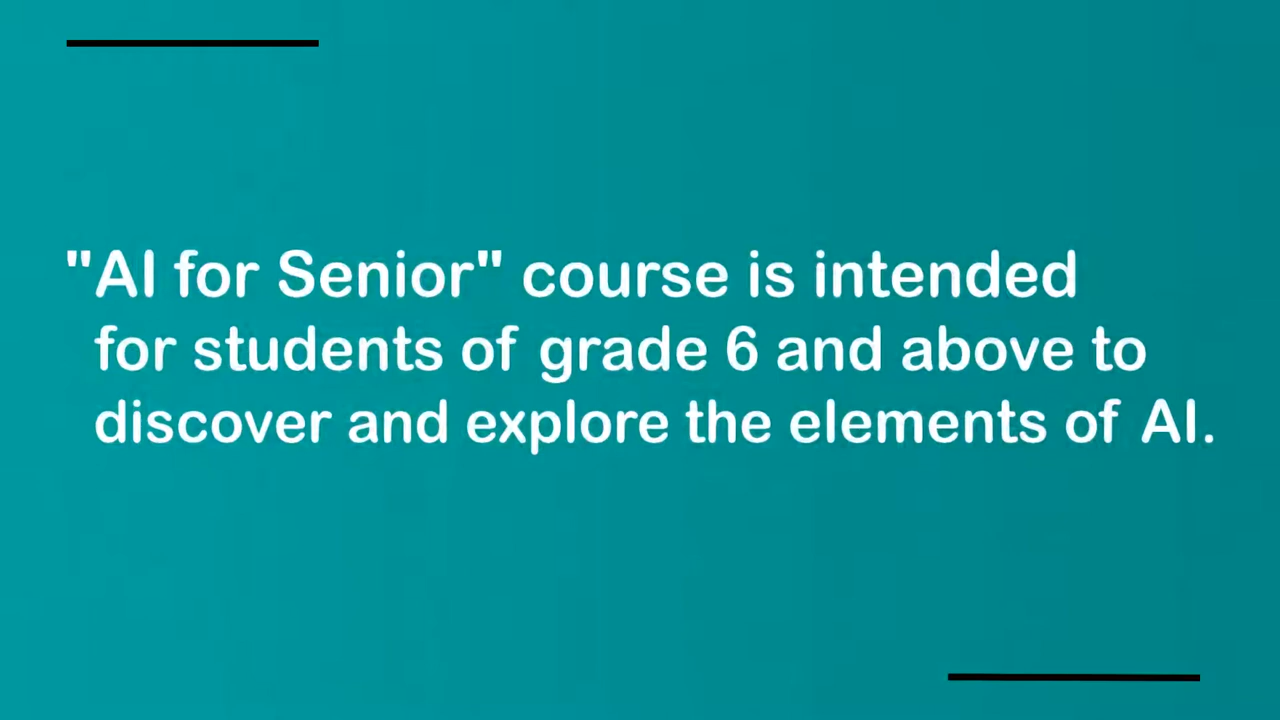 "AI for Senior" course is intended
for students of grade 6 and above to
discover and explore the elements of AI.